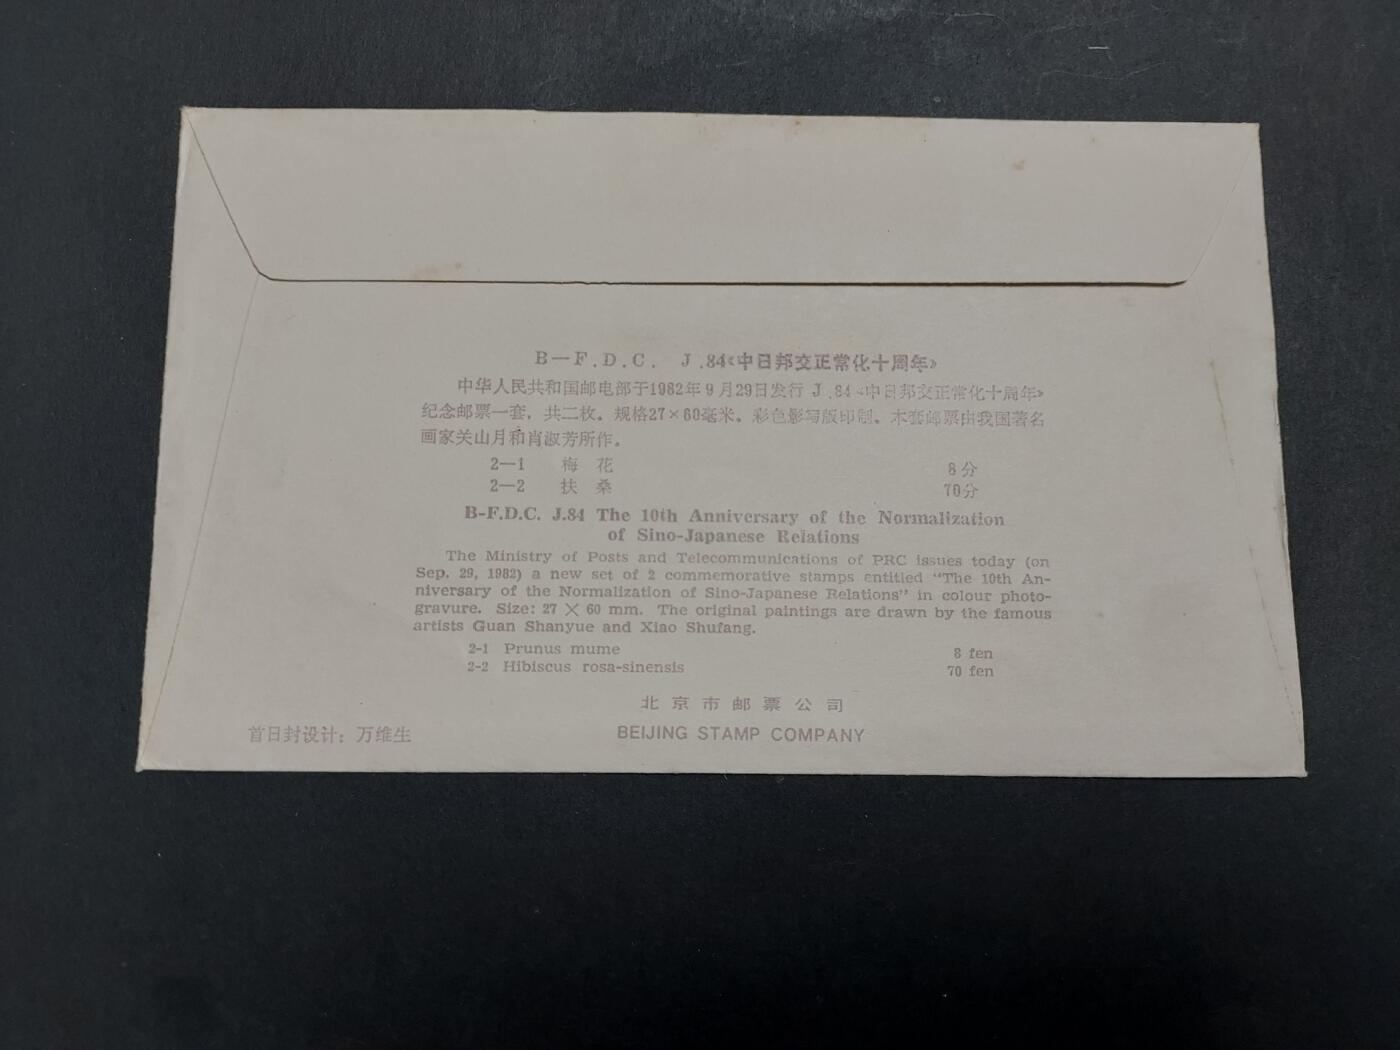 B—F.D.C. J.84《中日邦交正常化十周年》
中华人民共和国邮电部于1982年9月29日发行 J.84《中日邦交正常化十周年》
纪念邮票一套，共二枚。规格27×60毫米。彩色影写版印制。本套邮票由我国著名
画家关山月和肖淑芳所作。
2—1 梅 花 8分
2—2 扶 桑 70分
B-F.D.C. J.84 The 10th Anniversary of the Normalization
of Sino-Japanese Relations
The Ministry of Posts and Telecommunications of PRC issues today (on
Sep. 29, 1982) a new set of 2 commemorative stamps entitled “The 10th An-
niversary of the Normalization of Sino-Japanese Relations” in colour photo-
gravure. Size: 27 × 60 mm. The original paintings are drawn by the famous
artists Guan Shanyue and Xiao Shufang.
2-1 Prunus mume 8 fen
2-2 Hibiscus rosa-sinensis 70 fen
北京市邮票公司
首日封设计：万维生
BEIJING STAMP COMPANY